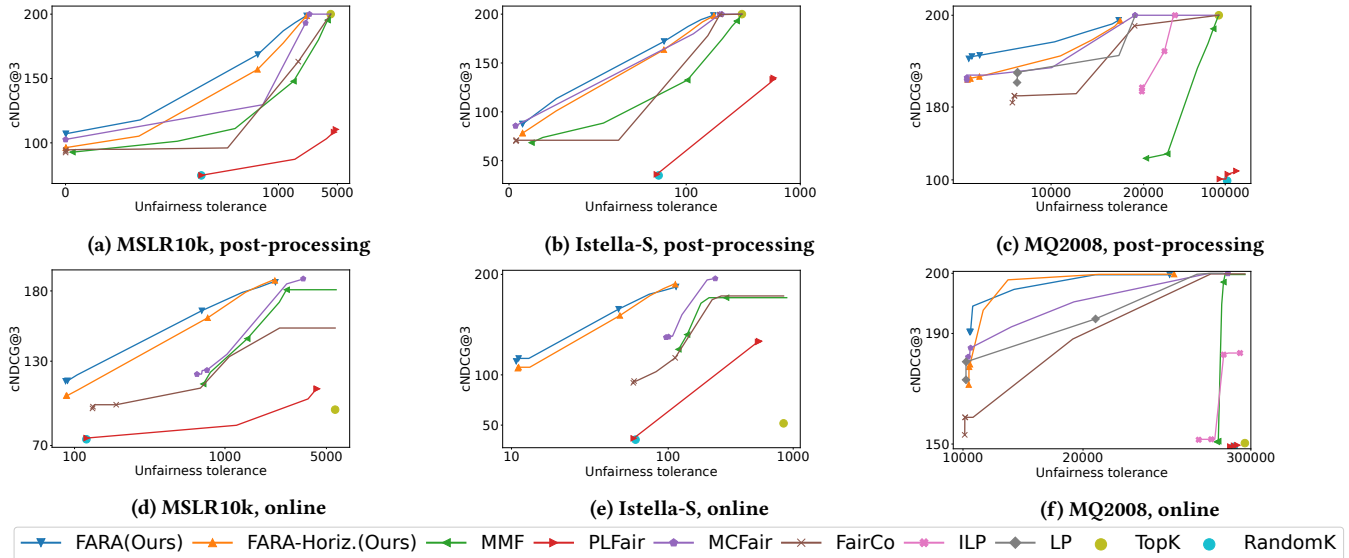 200
150
100
cNDCG@3
0
1000
5000
Unfairness tolerance
(a) MSLR10k, post-processing
200
150
100
50
cNDCG@3
0
100
1000
Unfairness tolerance
(b) Istella-S, post-processing
200
180
100
cNDCG@3
10000
20000
100000
Unfairness tolerance
(c) MQ2008, post-processing
180
130
70
cNDCG@3
100
1000
5000
Unfairness tolerance
(d) MSLR10k, online
200
100
50
cNDCG@3
10
100
1000
Unfairness tolerance
(e) Istella-S, online
200
190
150
cNDCG@3
10000
20000
300000
Unfairness tolerance
(f) MQ2008, online
FARA(Ours) FARA-Horiz.(Ours) MMF PLFair MCFair FairCo ILP LP TopK RandomK